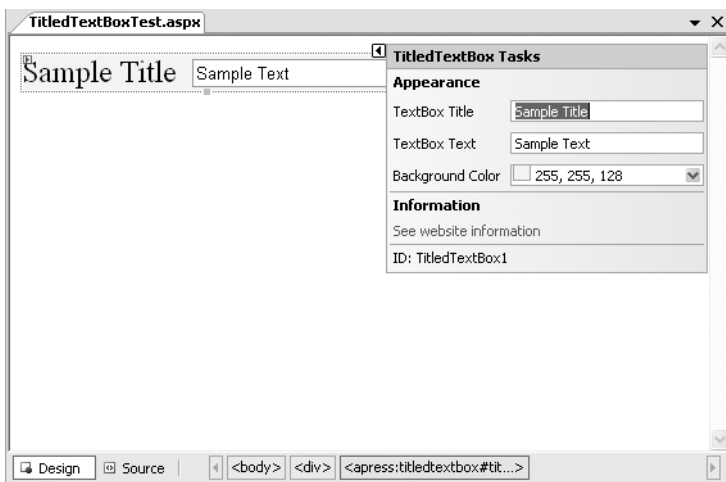 TitledTextBoxTest.aspx
Sample Title
Sample Text
TitledTextBox Tasks
Appearance
TextBox Title Sample Title
TextBox Text Sample Text
Background Color 255, 255, 128
Information
See website information
ID: TitledTextBox1
Design Source <body> <div> <apress:titledtextbox#tit...>